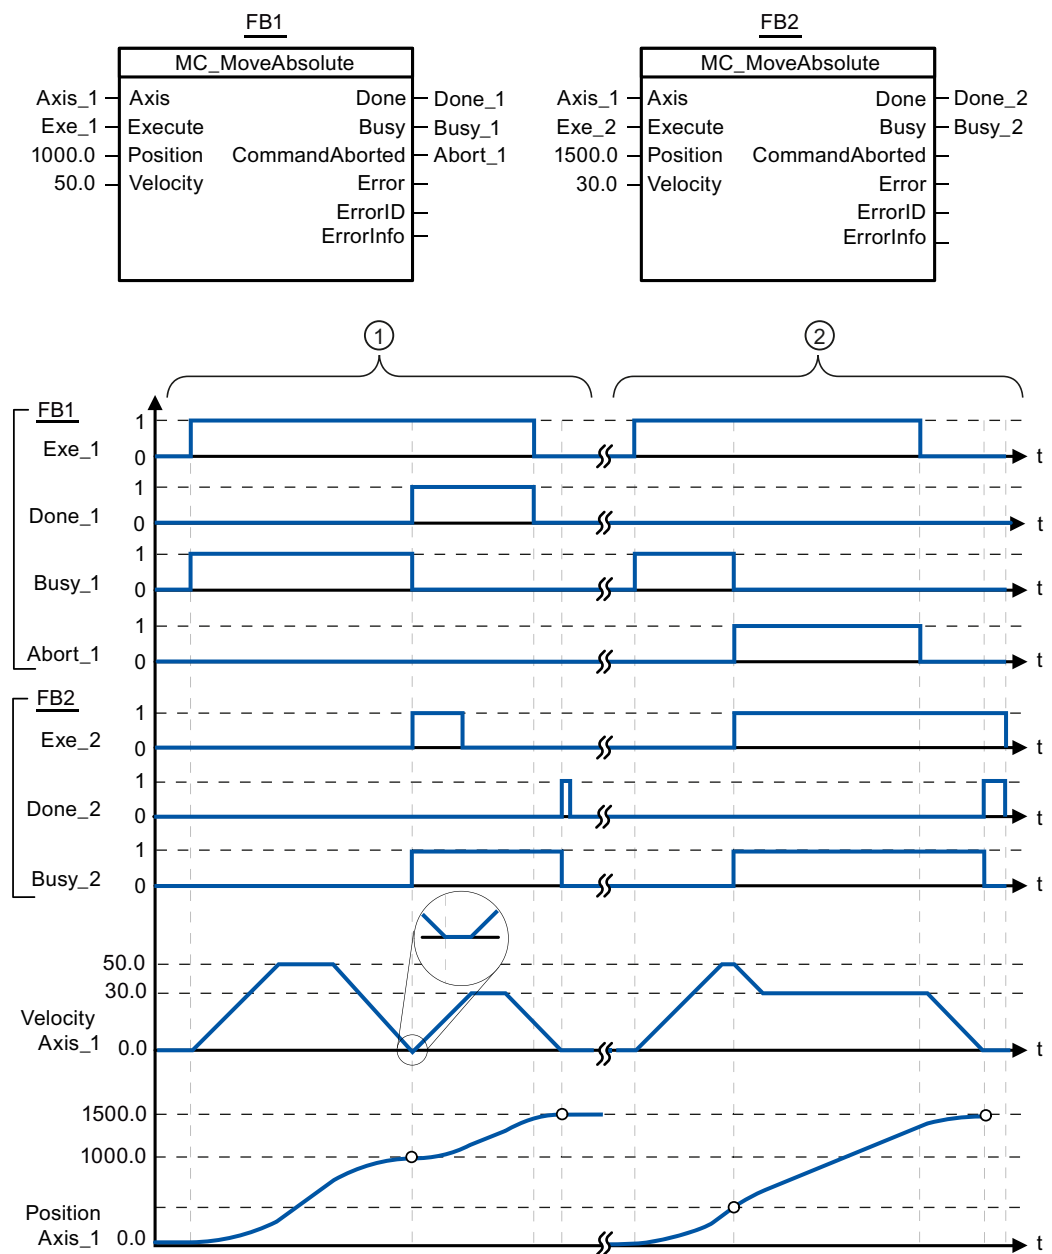 FB1
FB2
MC_MoveAbsolute
MC_MoveAbsolute
Axis_1 Axis Done Done_1
Exe_1 Execute Busy Busy_1
1000.0 Position CommandAborted Abort_1
50.0 Velocity Error
ErrorID
ErrorInfo
Axis_1 Axis Done Done_2
Exe_2 Execute Busy Busy_2
1500.0 Position CommandAborted
30.0 Velocity Error
ErrorID
ErrorInfo
1
2
FB1
Exe_1 1 0 t
Done_1 1 0 t
Busy_1 1 0 t
Abort_1 1 0 t
FB2
Exe_2 1 0 t
Done_2 1 0 t
Busy_2 1 0 t
50.0
30.0
Velocity
Axis_1 0.0 t
1500.0
1000.0
Position
Axis_1 0.0 t